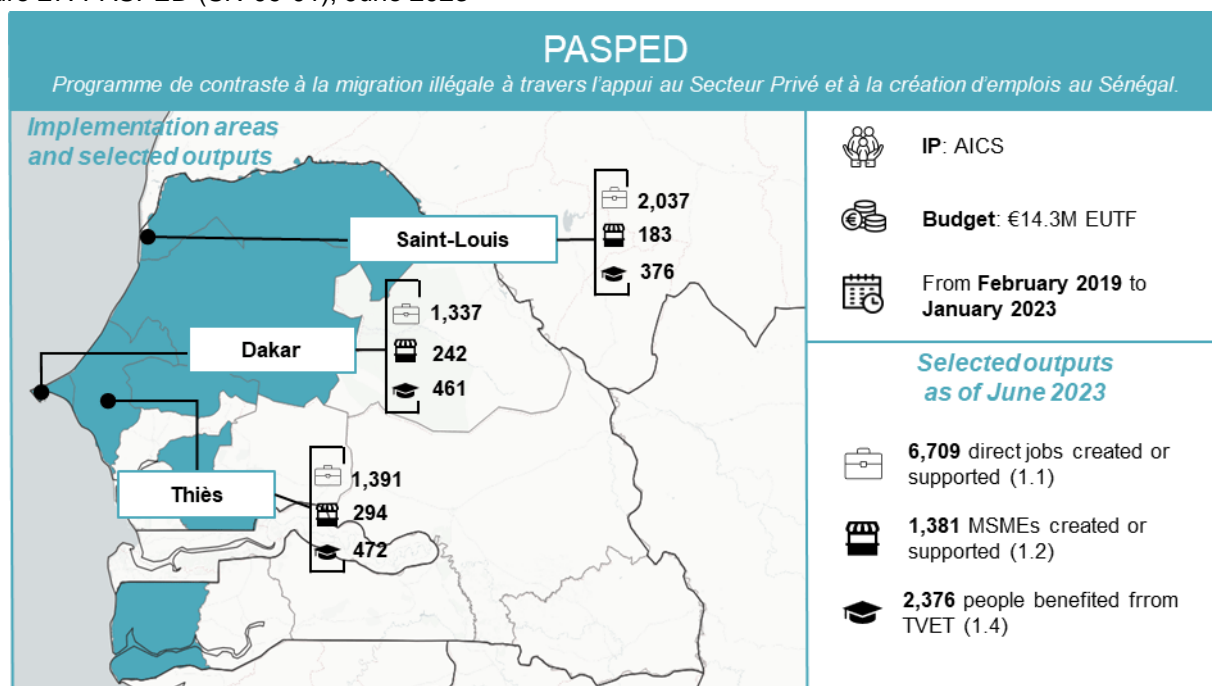 PASPED
Programme de contraste à la migration illégale à travers l'appui au Secteur Privé et à la création d'emplois au Sénégal.
Implementation areas
and selected outputs
Saint-Louis
2,037
183
376
Dakar
1,337
242
461
Thiès
1,391
294
472
IP: AICS
Budget: €14.3M EUTF
From February 2019 to
January 2023
Selected outputs
as of June 2023
6,709 direct jobs created or
supported (1.1)
1,381 MSMEs created or
supported (1.2)
2,376 people benefited frrom
TVET (1.4)